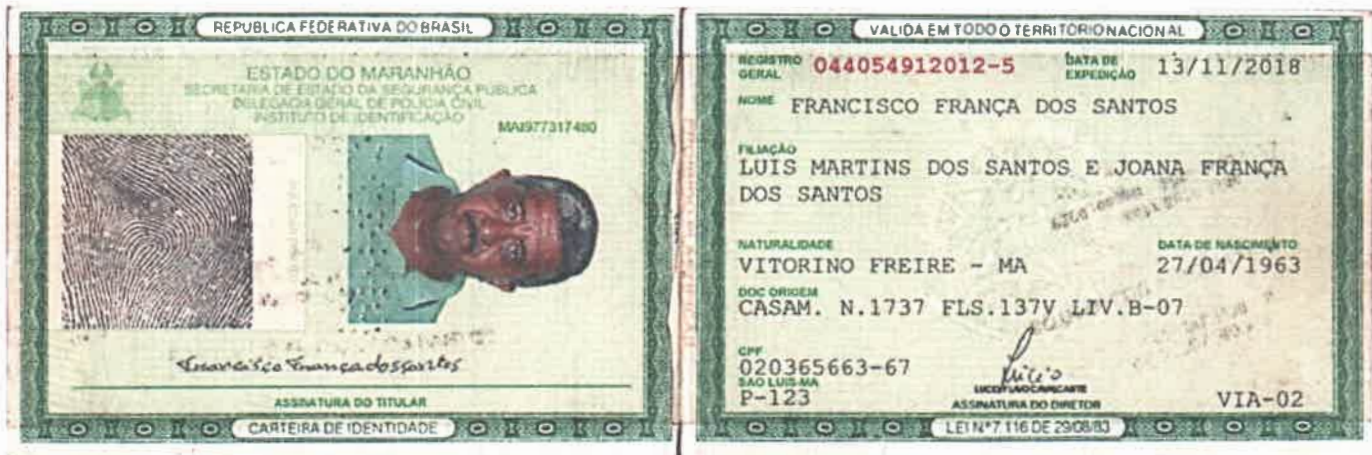 REPUBLICA FEDERATIVA DO BRASIL
ESTADO DO MARANHÃO
SECRETARIA DE ESTADO DA SEGURANÇA PUBLICA
DELEGACIA GERAL DE POLICIA CIVIL
INSTITUTO DE IDENTIFICAÇÃO
MAI977317480
Francisco França dos Santos
ASSINATURA DO TITULAR
CARTEIRA DE IDENTIDADE
VALIDA EM TODO O TERRITORIO NACIONAL
REGISTRO GERAL 044054912012-5 DATA DE EXPEDIÇÃO 13/11/2018
NOME FRANCISCO FRANÇA DOS SANTOS
FILIAÇÃO
LUIS MARTINS DOS SANTOS E JOANA FRANÇA
DOS SANTOS
NATURALIDADE DATA DE NASCIMENTO
VITORINO FREIRE - MA 27/04/1963
DOC ORIGEM
CASAM. N.1737 FLS.137V LIV.B-07
CPF
020365663-67
SAO LUIS-MA
P-123 ASSINATURA DO DIRETOR VIA-02
LEI Nº 7.116 DE 29/08/83